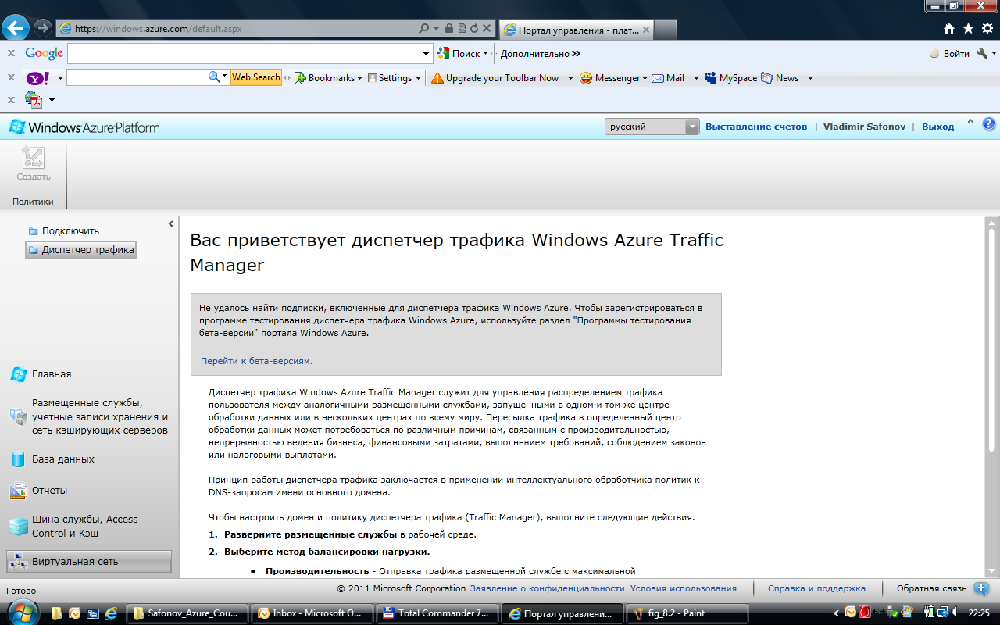 https://windows.azure.com/default.aspx
Портал управления - плат...
Google
Поиск
Дополнительно
Войти
Y!
Web Search
Bookmarks
Settings
Upgrade your Toolbar Now
Messenger
Mail
MySpace
News
Windows Azure Platform
русский
Выставление счетов
Vladimir Safonov
Выход
Создать
Политики
Подключить
Диспетчер трафика
Вас приветствует диспетчер трафика Windows Azure Traffic
Manager
Не удалось найти подписки, включенные для диспетчера трафика Windows Azure. Чтобы зарегистрироваться в
программе тестирования диспетчера трафика Windows Azure, используйте раздел "Программы тестирования
бета-версии" портала Windows Azure.
Перейти к бета-версиям.
Диспетчер трафика Windows Azure Traffic Manager служит для управления распределением трафика
пользователя между аналогичными размещенными службами, запущенными в одном и том же центре
обработки данных или в нескольких центрах по всему миру. Пересылка трафика в определенный центр
обработки данных может потребоваться по различным причинам, связанным с производительностью,
непрерывностью ведения бизнеса, финансовыми затратами, выполнением требований, соблюдением законов
или налоговыми выплатами.
Принцип работы диспетчера трафика заключается в применении интеллектуального обработчика политик к
DNS-запросам имени основного домена.
Чтобы настроить домен и политику диспетчера трафика (Traffic Manager), выполните следующие действия.
1. Разверните размещенные службы в рабочей среде.
2. Выберите метод балансировки нагрузки.
• Производительность - Отправка трафика размещенной службе с максимальной
Главная
Размещенные службы,
учетные записи хранения и
сеть кэширующих серверов
База данных
Отчеты
Шина службы, Access
Control и Кэш
Виртуальная сеть
Готово
© 2011 Microsoft Corporation
Заявление о конфиденциальности
Условия использования
Справка и поддержка
Обратная связь
Safonov_Azure_Cou...
Inbox - Microsoft O...
Total Commander 7...
Портал управлени...
fig_8.2 - Paint
22:25